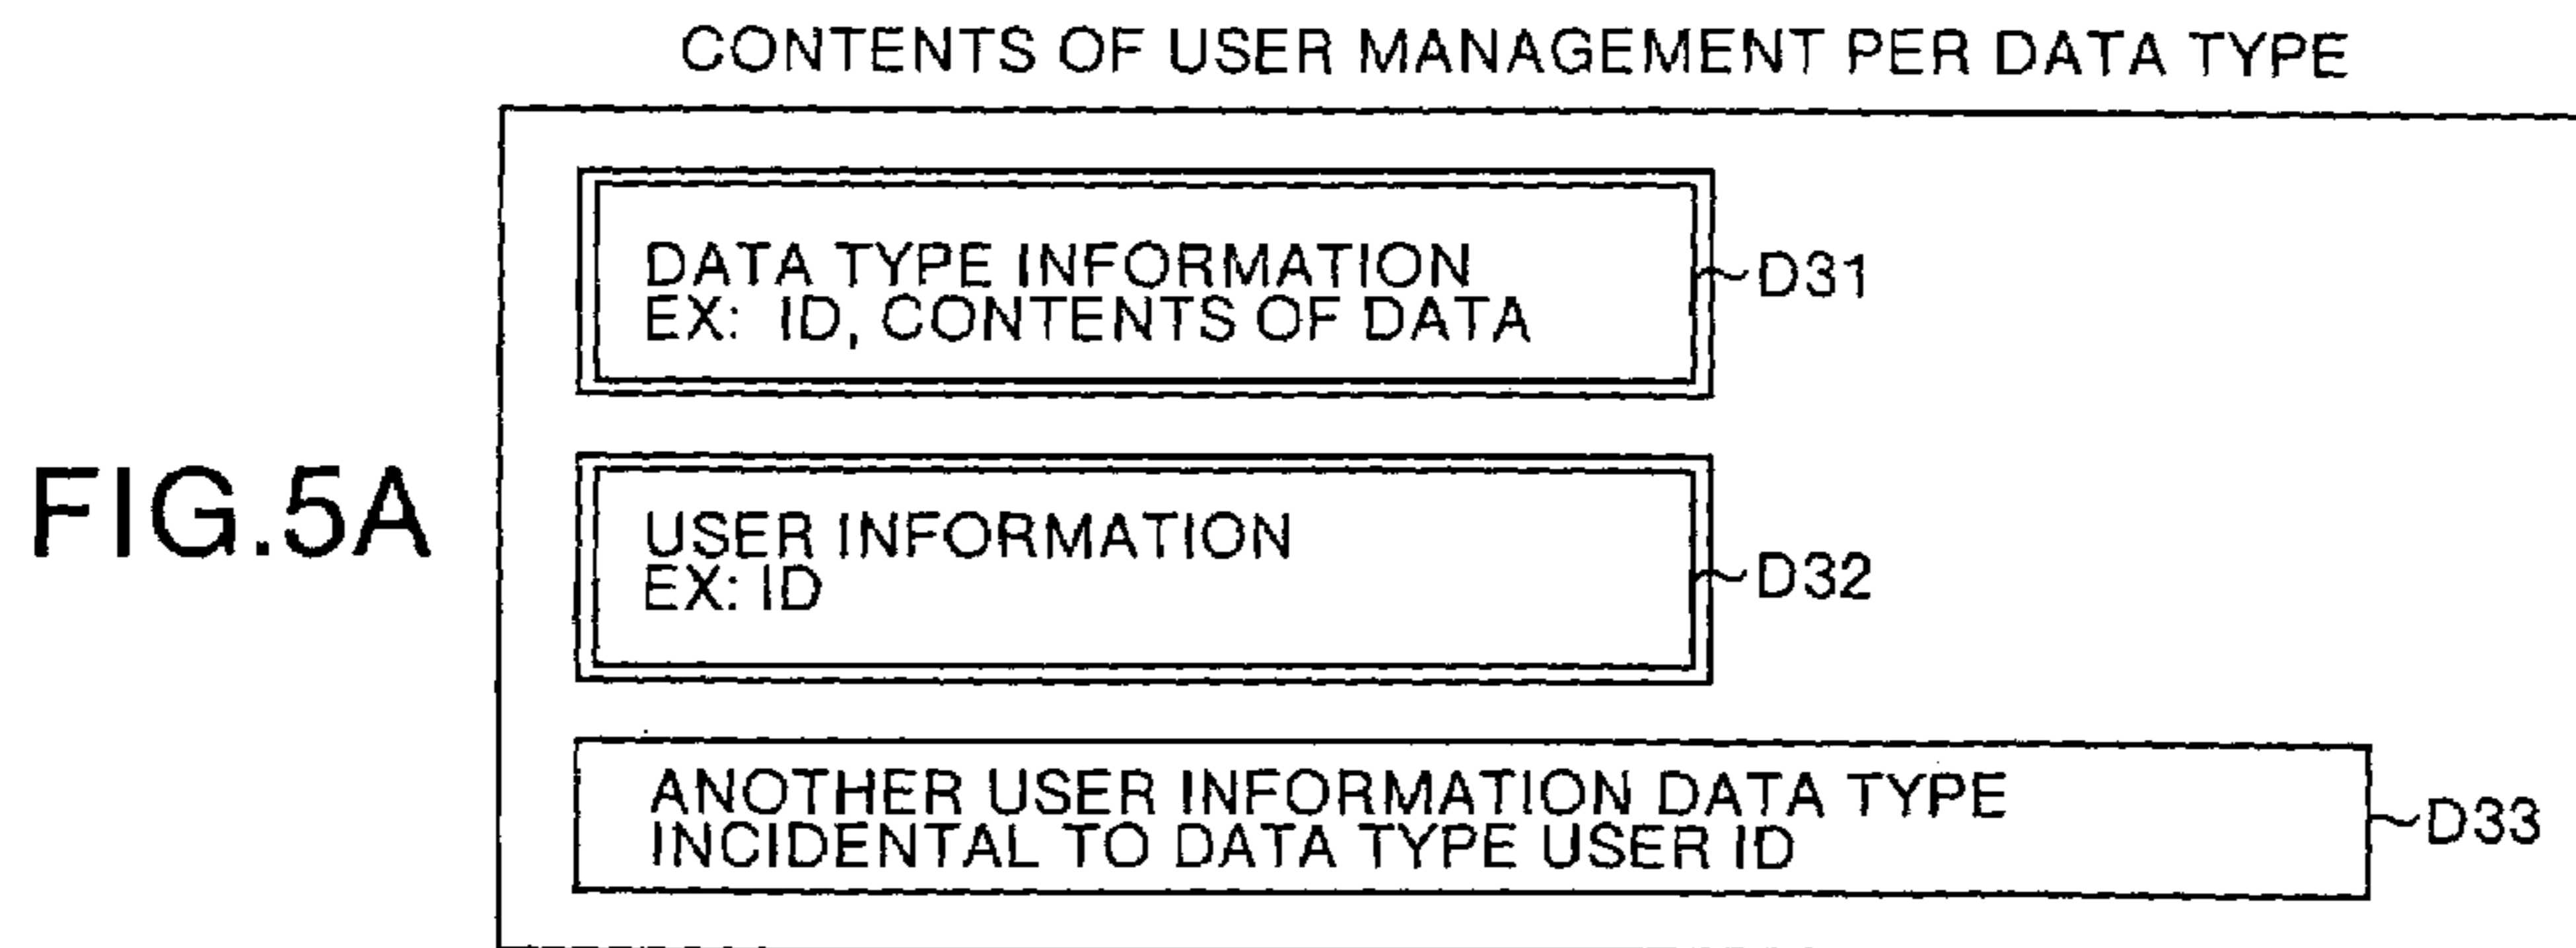 CONTENTS OF USER MANAGEMENT PER DATA TYPE
DATA TYPE INFORMATION
EX: ID, CONTENTS OF DATA
D31
FIG.5A
USER INFORMATION
EX: ID
D32
ANOTHER USER INFORMATION DATA TYPE
INCIDENTAL TO DATA TYPE USER ID
D33